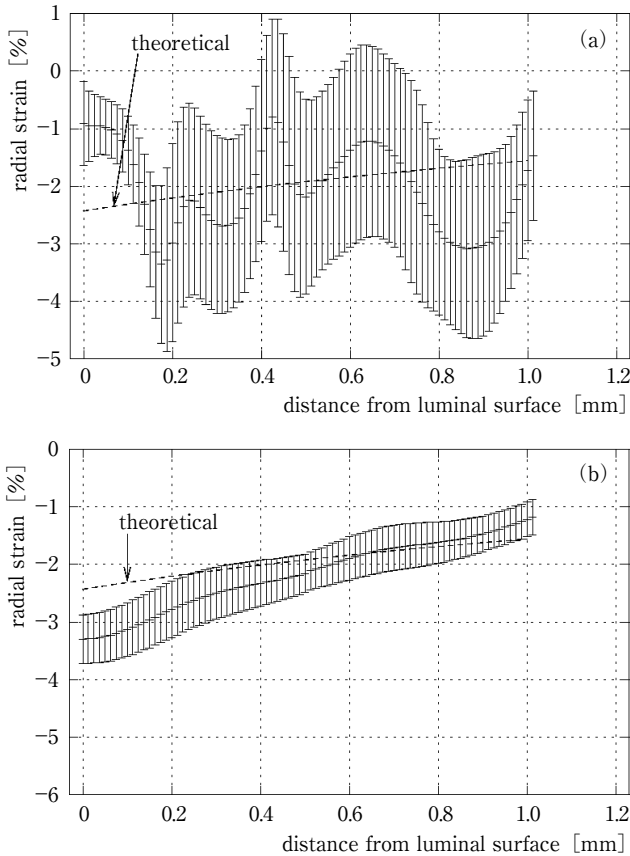 1
(a)
theoretical
0
−1
−2
−3
−4
−5
radial strain [%]
0 0.2 0.4 0.6 0.8 1.0 1.2
distance from luminal surface [mm]
0
(b)
−1
theoretical
−2
−3
−4
−5
−6
radial strain [%]
0 0.2 0.4 0.6 0.8 1.0 1.2
distance from luminal surface [mm]